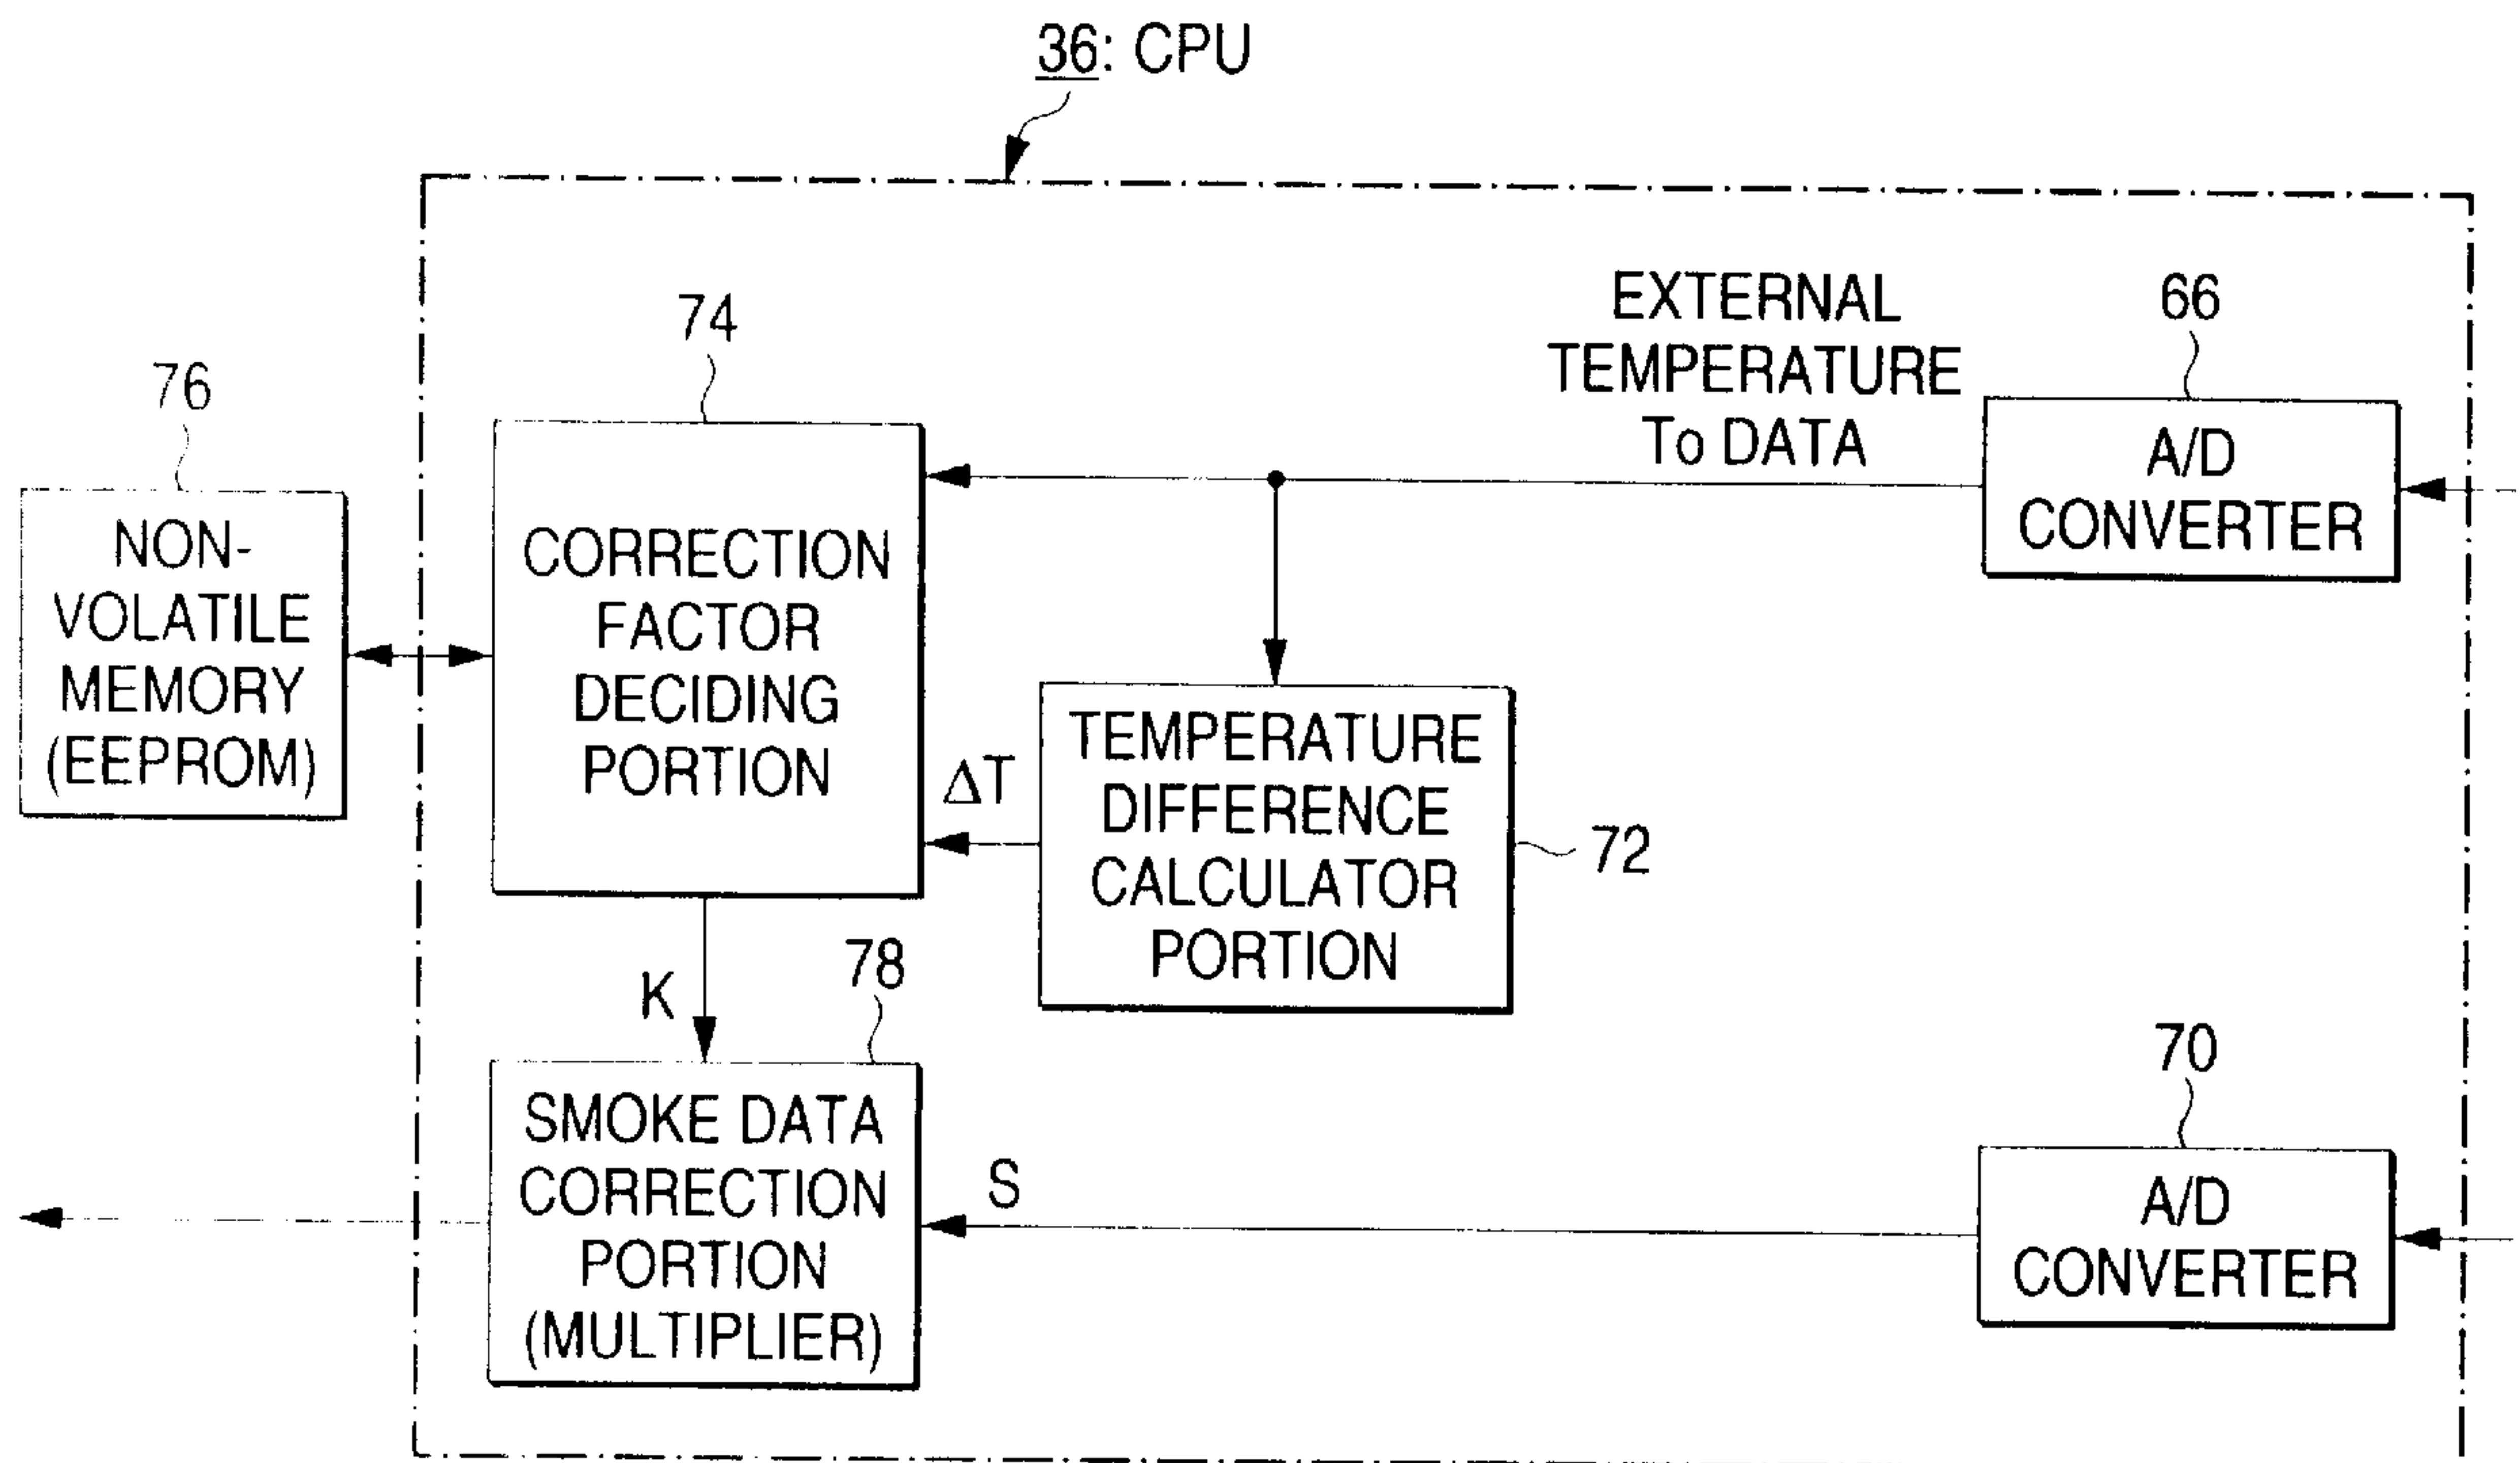 36: CPU
EXTERNAL
TEMPERATURE
To DATA
66
A/D
CONVERTER
74
CORRECTION
FACTOR
DECIDING
PORTION
76
NON-
VOLATILE
MEMORY
(EEPROM)
ΔT
TEMPERATURE
DIFFERENCE
CALCULATOR
PORTION
72
K
78
SMOKE DATA
CORRECTION
PORTION
(MULTIPLIER)
S
70
A/D
CONVERTER